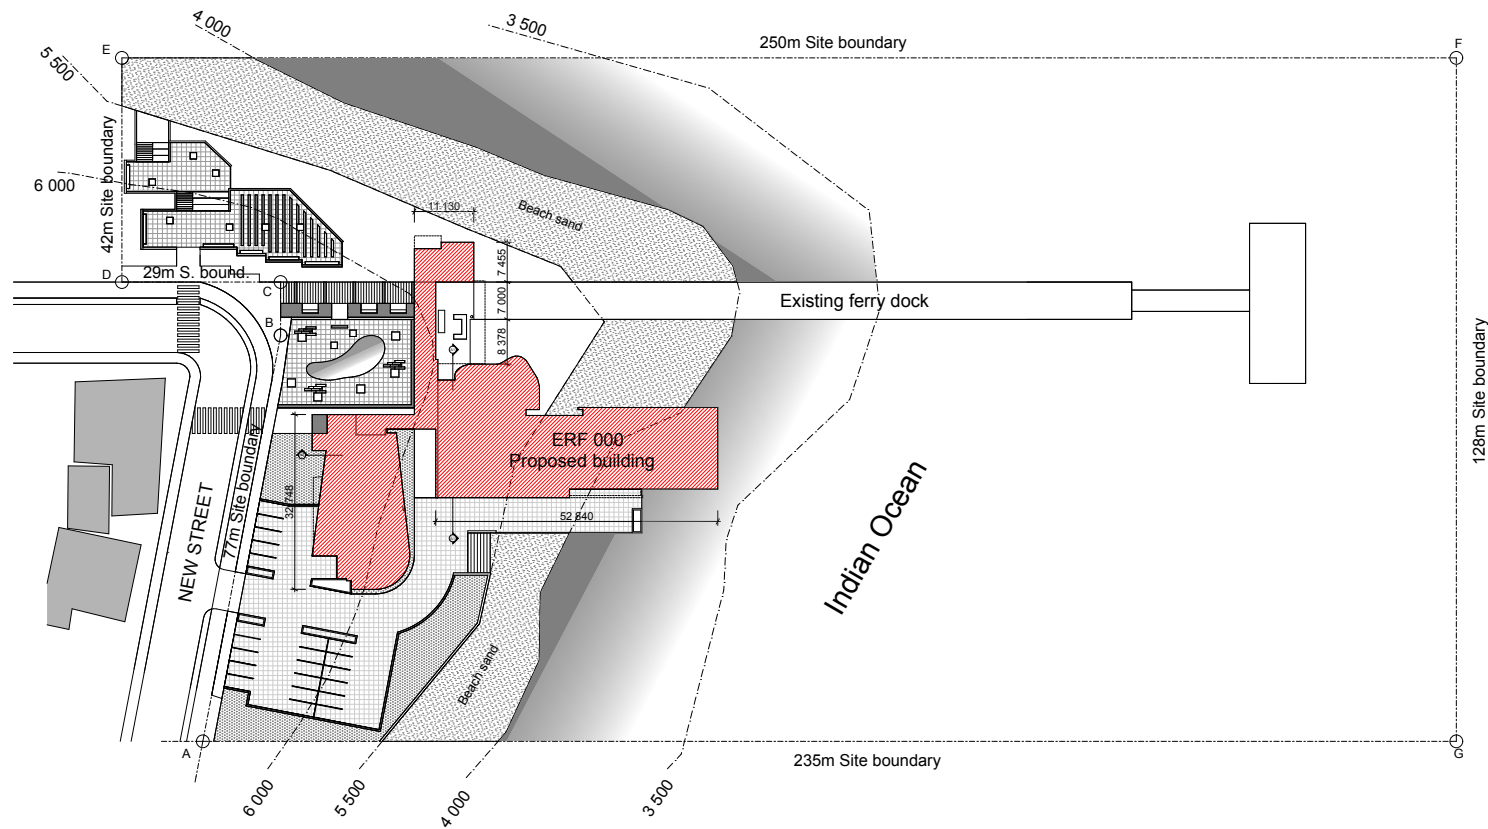 4 000
3 500
250m Site boundary
E
F
5 500
42m Site boundary
6 000
11 130
Beach sand
7 455
D
29m S. bound.
C
7 000
Existing ferry dock
B
8 378
128m Site boundary
77m Site boundary
ERF 000
Proposed building
32 748
NEW STREET
52 840
Indian Ocean
Beach sand
A
G
235m Site boundary
6 000
5 500
4 000
3 500